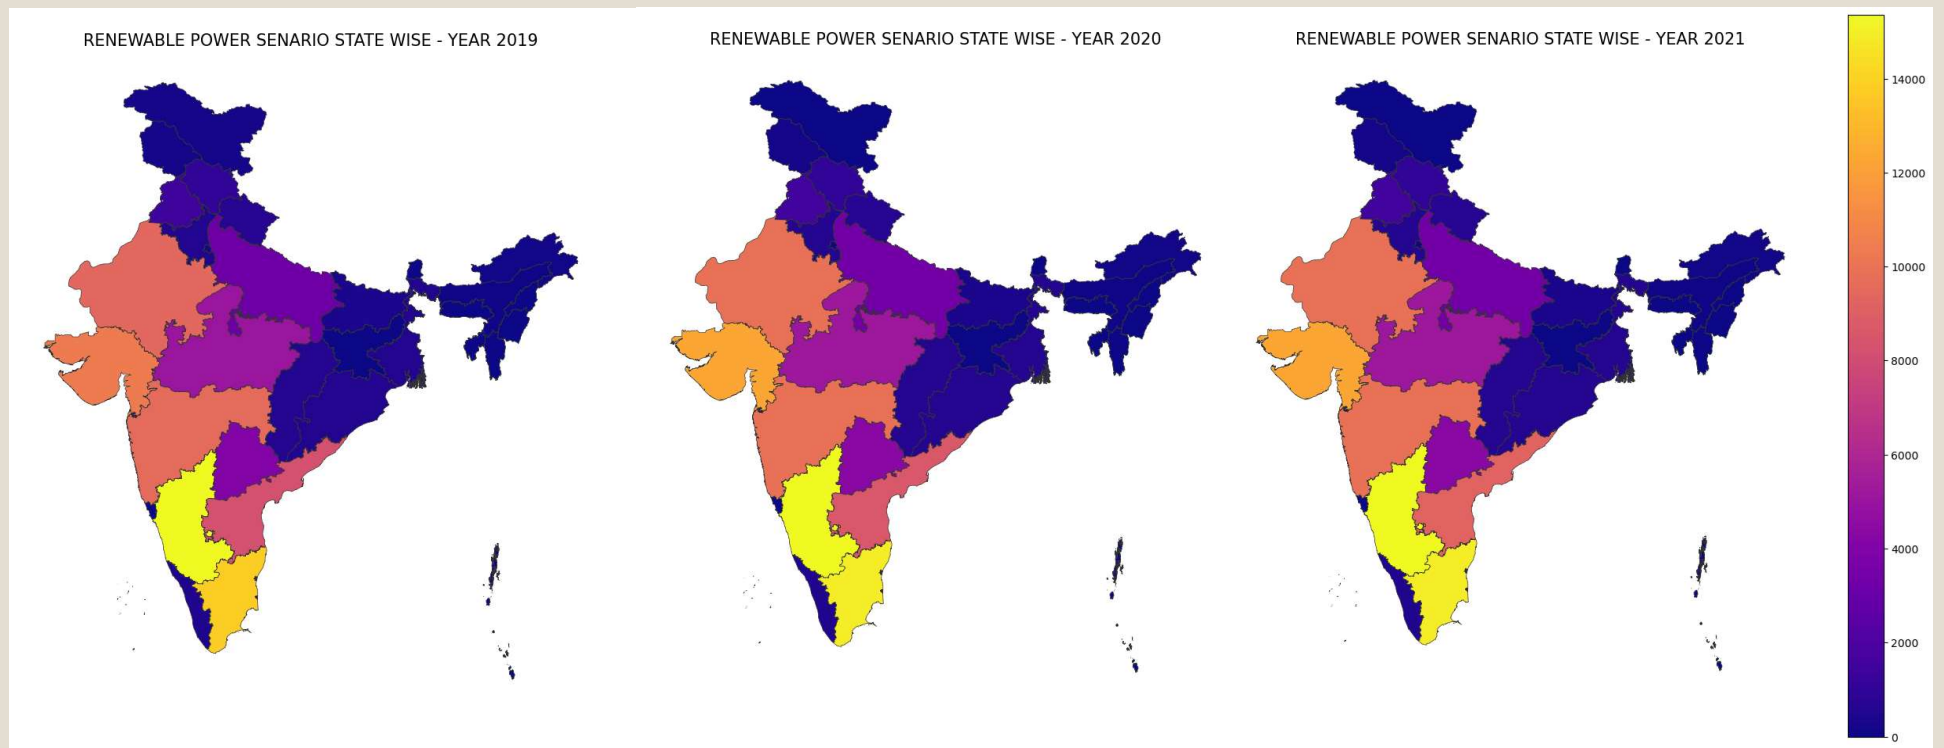 RENEWABLE POWER SENARIO STATE WISE - YEAR 2019
RENEWABLE POWER SENARIO STATE WISE - YEAR 2020
RENEWABLE POWER SENARIO STATE WISE - YEAR 2021
14000
12000
10000
8000
6000
4000
2000
0